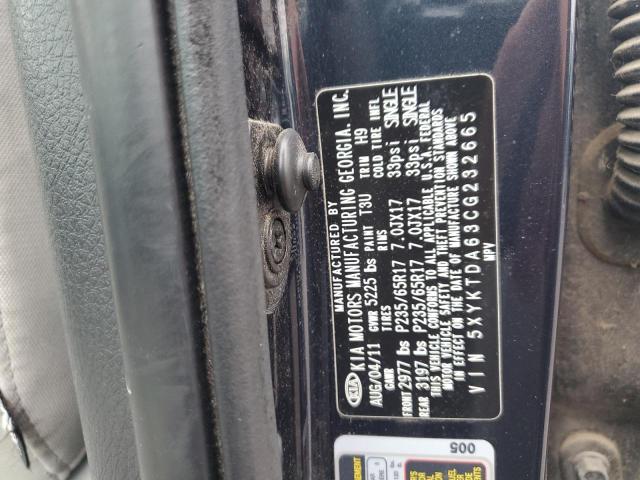 MANUFACTURED BY
KIA KIA MOTORS MANUFACTURING GEORGIA. INC.
AUG/04/11 GVWR 5225 lbs PAINT T3U TRIM H9
GAWR TIRES RIMS COLD TIRE INFL
FRONT 2977 lbs P235/65R17 7.0JX17 33psi SINGLE
REAR 3197 lbs P235/65R17 7.0JX17 33psi SINGLE
THIS VEHICLE CONFORMS TO ALL APPLICABLE U.S.A. FEDERAL
MOTOR VEHICLE SAFETY AND THEFT PREVENTION STANDARDS
IN EFFECT ON THE DATE OF MANUFACTURE SHOWN ABOVE
VIN 5XYKTDA63CG232665
MPV
005